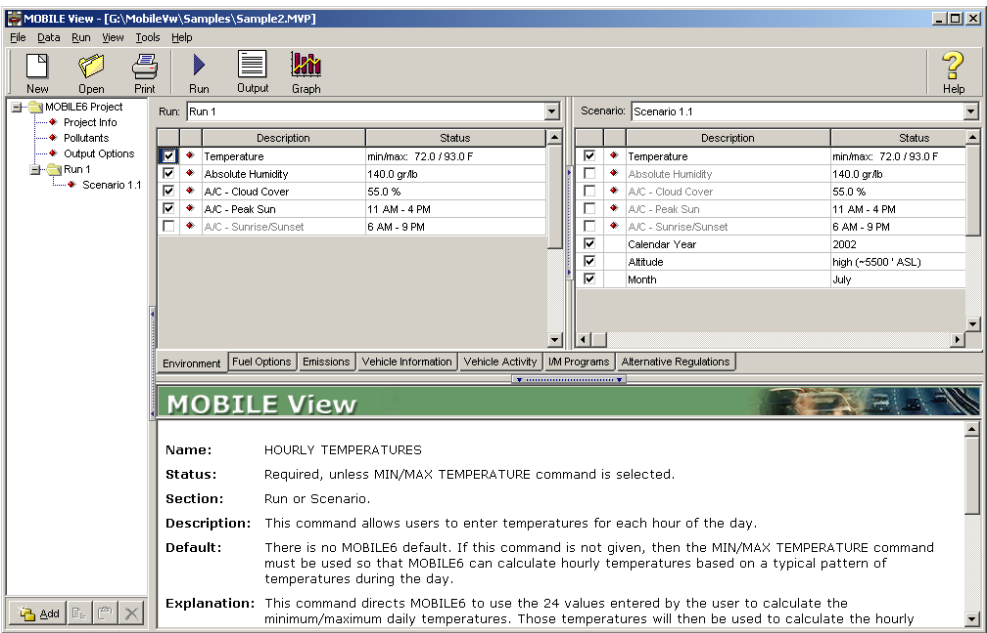 MOBILE View - [G:\MobileVw\Samples\Sample2.MVP]
File Data Run View Tools Help
New Open Print Run Output Graph Help
MOBILE6 Project
Project Info
Pollutants
Output Options
Run 1
Scenario 1.1
Add
Run: Run 1
Description Status
Temperature min/max: 72.0 / 93.0 F
Absolute Humidity 140.0 gr/lb
A/C - Cloud Cover 55.0 %
A/C - Peak Sun 11 AM - 4 PM
A/C - Sunrise/Sunset 6 AM - 9 PM
Scenario: Scenario 1.1
Description Status
Temperature min/max: 72.0 / 93.0 F
Absolute Humidity 140.0 gr/lb
A/C - Cloud Cover 55.0 %
A/C - Peak Sun 11 AM - 4 PM
A/C - Sunrise/Sunset 6 AM - 9 PM
Calendar Year 2002
Altitude high (~5500 ' ASL)
Month July
Environment Fuel Options Emissions Vehicle Information Vehicle Activity I/M Programs Alternative Regulations
MOBILE View
Name: HOURLY TEMPERATURES
Status: Required, unless MIN/MAX TEMPERATURE command is selected.
Section: Run or Scenario.
Description: This command allows users to enter temperatures for each hour of the day.
Default: There is no MOBILE6 default. If this command is not given, then the MIN/MAX TEMPERATURE command
must be used so that MOBILE6 can calculate hourly temperatures based on a typical pattern of
temperatures during the day.
Explanation: This command directs MOBILE6 to use the 24 values entered by the user to calculate the
minimum/maximum daily temperatures. Those temperatures will then be used to calculate the hourly